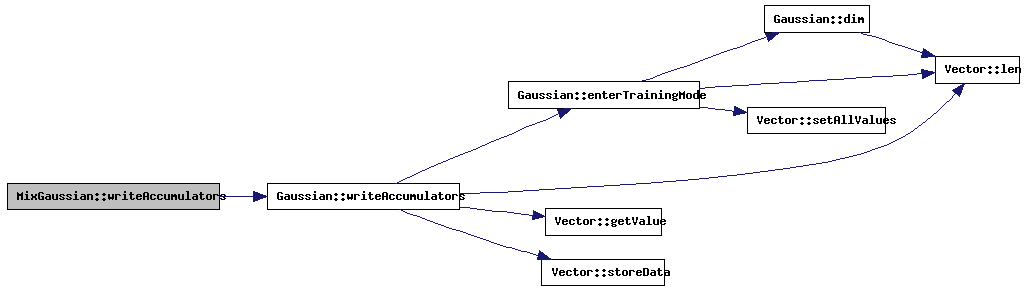 Gaussian::dim
Vector::len
Gaussian::enterTrainingMode
Vector::setAllValues
MixGaussian::writeAccumulators
Gaussian::writeAccumulators
Vector::getValue
Vector::storeData